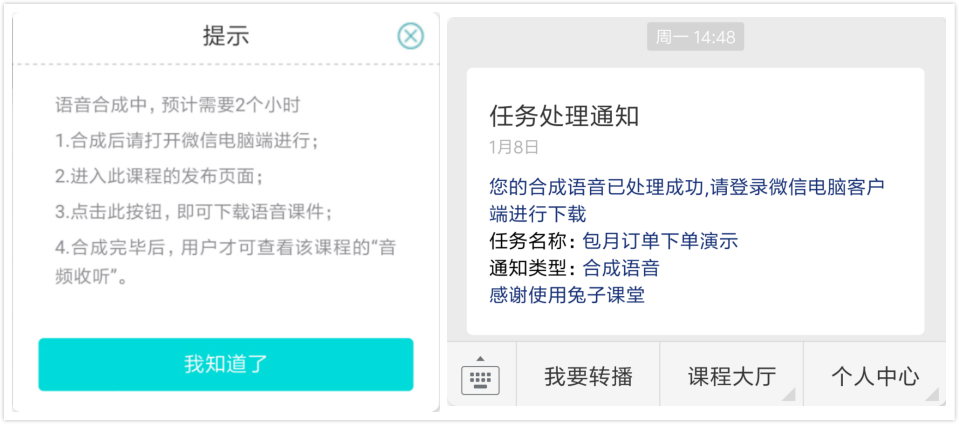 提示
语音合成中，预计需要2个小时
1.合成后请打开微信电脑端进行；
2.进入此课程的发布页面；
3.点击此按钮，即可下载语音课件；
4.合成完毕后，用户才可查看该课程的“音
频收听”。
我知道了
周一 14:48
任务处理通知
1月8日
您的合成语音已处理成功,请登录微信电脑客户
端进行下载
任务名称：包月订单下单演示
通知类型：合成语音
感谢使用兔子课堂
我要转播
课程大厅
个人中心